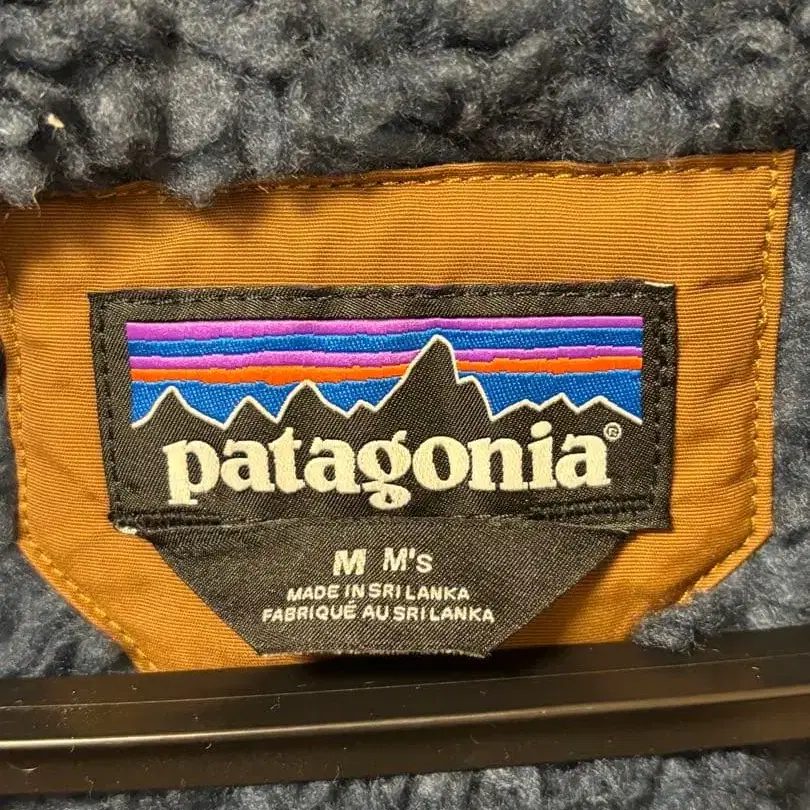 patagonia®
M M's
MADE IN SRI LANKA
FABRIQUÉ AU SRI LANKA